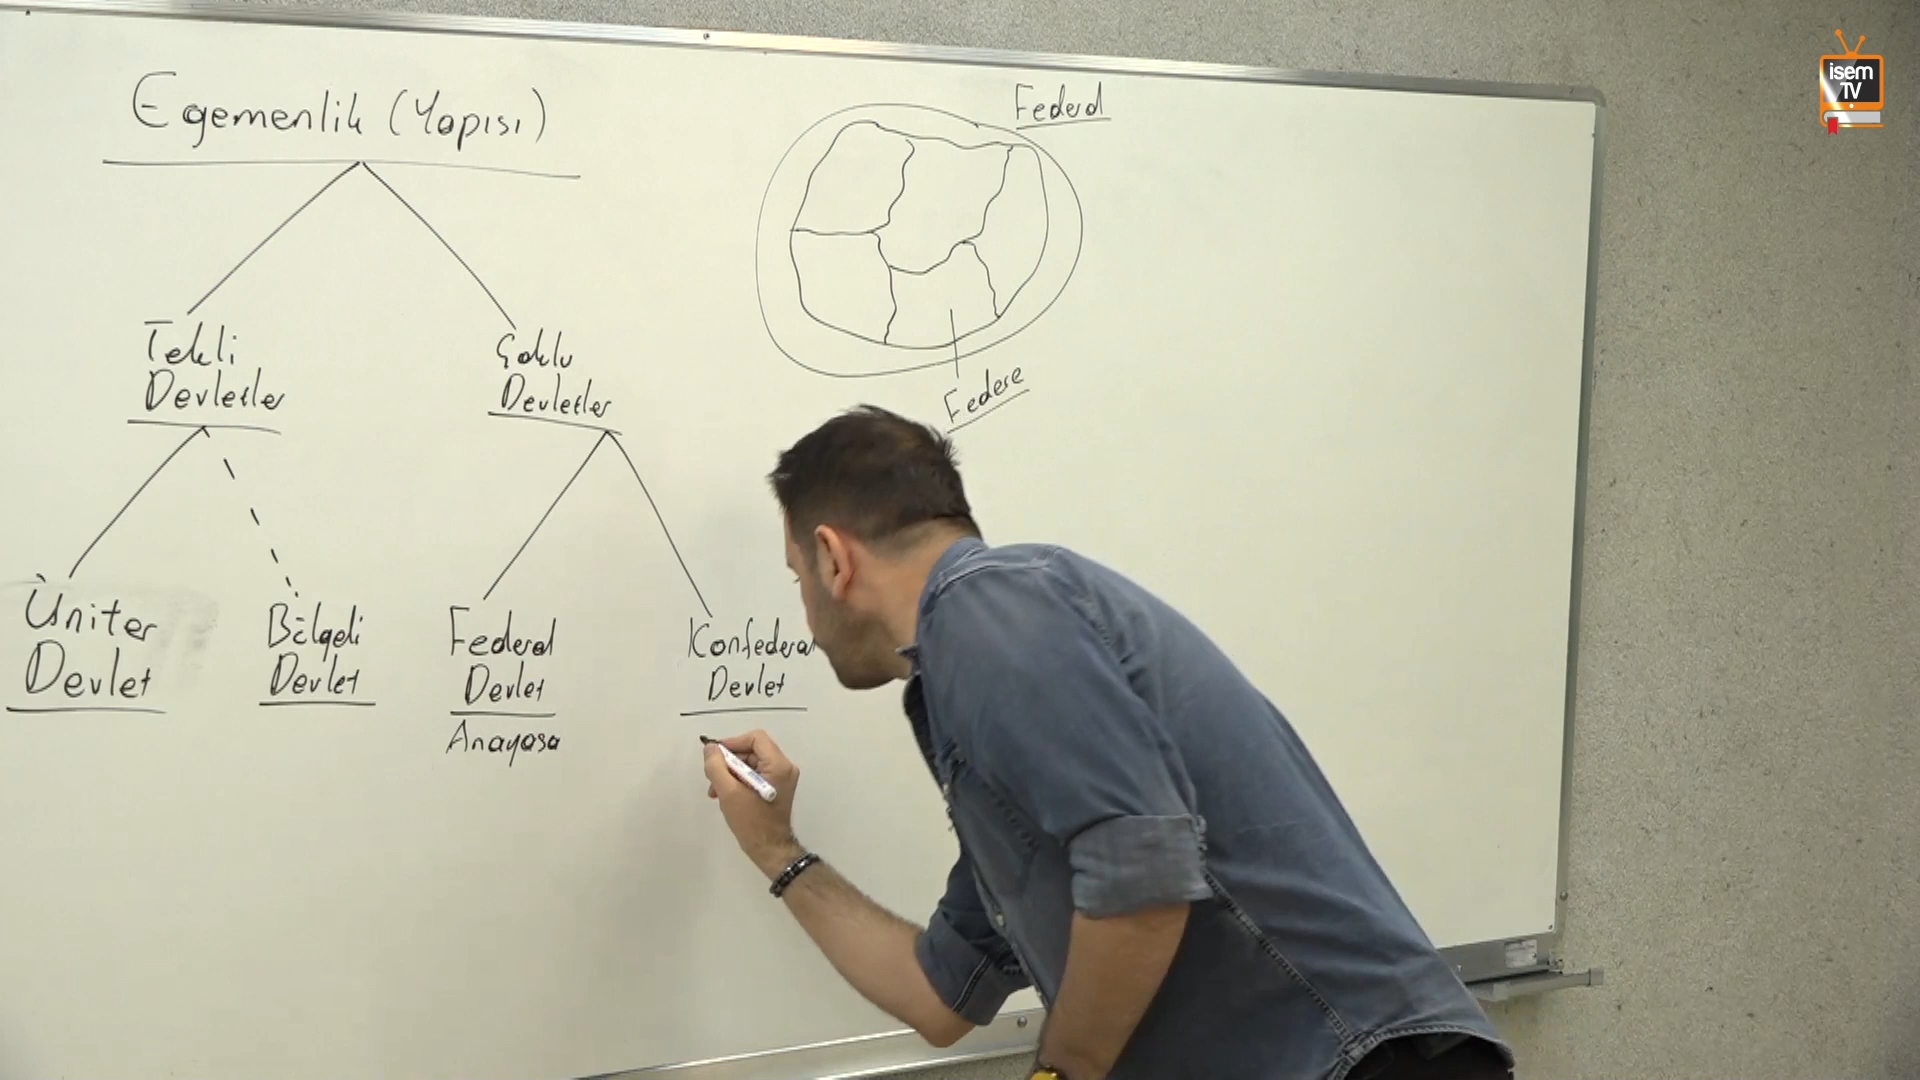 Egemenlik (Yapısı)
Tekli
Devletler
Çoklu
Devletler
Üniter
Devlet
Bölgeli
Devlet
Federal
Devlet
Anayasa
Konfederal
Devlet
Federal
Federe
isem
TV